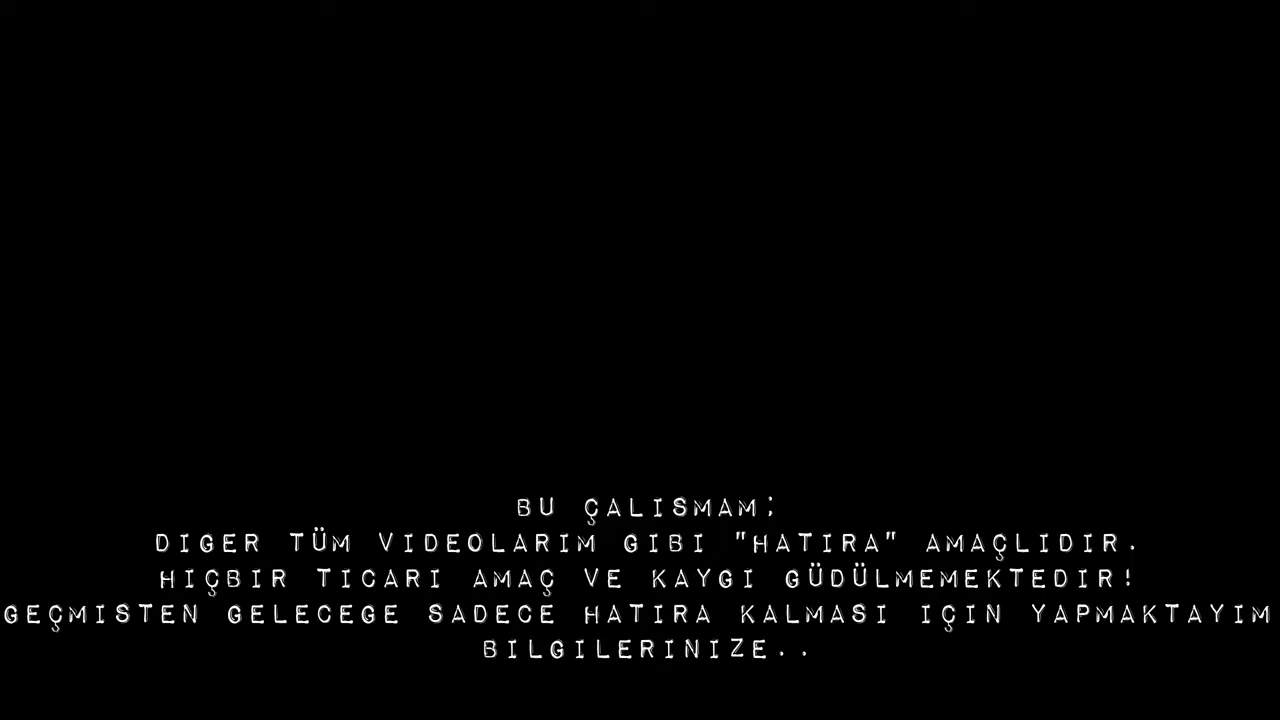 BU ÇALISMAM;
DIGER TÜM VIDEOLARIM GIBI "HATIRA" AMAÇLIDIR.
HIÇBIR TICARI AMAÇ VE KAYGI GÜDÜLMEMEKTEDIR!
GEÇMISTEN GELECEGE SADECE HATIRA KALMASI IÇIN YAPMAKTAYIM
BILGILERINIZE..